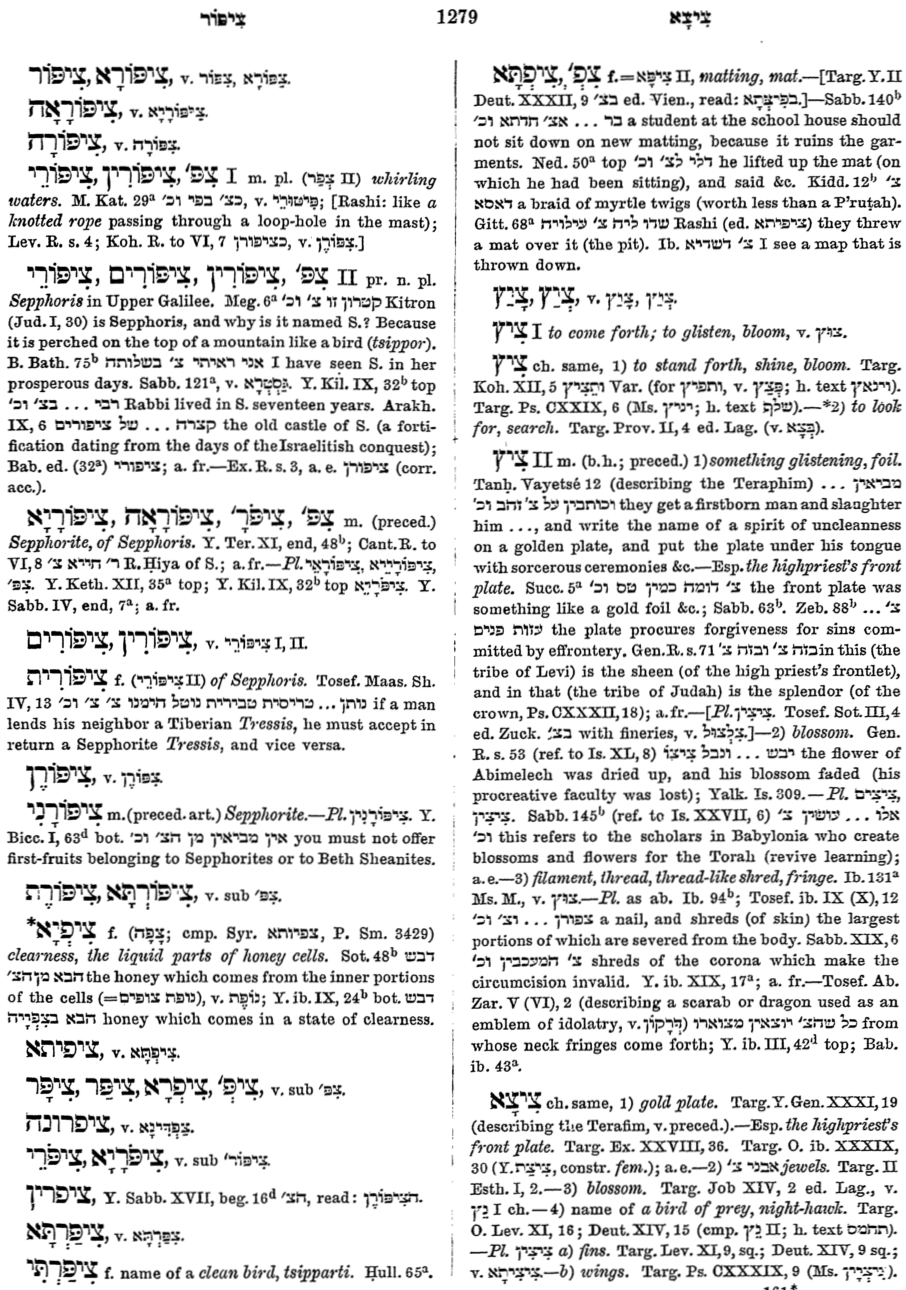 ציפור 1279 ציצא
צִיפּוֹרָא, צִיפּוֹר, v. צִפּוֹרָא, צִפּוֹר.
צִיפּוֹרָאָה, v. צִיפּוֹרָיָא.
צִיפּוֹרָה, v. צִפּוֹרָה.
צִפּ׳, צִיפּוֹרִין, צִיפּוֹרֵי I m. pl. (צָפַר II) whirling
waters. M. Kat. 29ᵃ כצ׳ בפי וכ׳, v. פִּיטּוּרֵי; [Rashi: like a
knotted rope passing through a loop-hole in the mast);
Lev. R. s. 4; Koh. R. to VI, 7 כציפורן, v. צִפּוֹרֶן.]
צִפּ׳, צִיפּוֹרִין, צִיפּוֹרִים, צִיפּוֹרֵי II pr. n. pl.
Sepphoris in Upper Galilee. Meg. 6ᵃ קטרון זו צ׳ וכ׳ Kitron
(Jud. I, 30) is Sepphoris, and why is it named S.? Because
it is perched on the top of a mountain like a bird (tsippor).
B. Bath. 75ᵇ אני ראיתי צ׳ בשלותה I have seen S. in her
prosperous days. Sabb. 121ᵃ, v. גַּסְטְרָא. Y. Kil. IX, 32ᵇ top
רבי ... בצ׳ וכ׳ Rabbi lived in S. seventeen years. Arakh.
IX, 6 קצרה ... של ציפורים the old castle of S. (a forti-
fication dating from the days of the Israelitish conquest);
Bab. ed. (32ᵃ) ציפורי; a. fr.—Ex. R. s. 3, a. e. ציפורן (corr.
acc.).
צִפּ׳, צִיפֹּר׳, צִיפּוֹרָאָה, צִיפּוֹרָיָא m. (preced.)
Sepphorite, of Sepphoris. Y. Ter. XI, end, 48ᵇ; Cant. R. to
VI, 8 ר׳ חייא צ׳ R. Ḥiya of S.; a. fr.—Pl. צִיפּוֹרָאֵי, צִיפּוֹרָיֵיא,
צִפּ׳. Y. Keth. XII, 35ᵃ top; Y. Kil. IX, 32ᵇ top צִיפֹּרָיֵיא. Y.
Sabb. IV, end, 7ᵃ; a. fr.
צִיפּוֹרִין, צִיפּוֹרִים, v. צִיפּוֹרֵי I, II.
צִיפּוֹרִית f. (צִיפּוֹרֵי II) of Sepphoris. Tosef. Maas. Sh.
IV, 13 נותן ... טריסית טבירית נוטל הימנו צ׳ צ׳ וכ׳ if a man
lends his neighbor a Tiberian Tressis, he must accept in
return a Sepphorite Tressis, and vice versa.
צִיפּוֹרֶן, v. צִפּוֹרֶן.
צִיפּוֹרְנִי m. (preced. art.) Sepphorite.—Pl. צִיפּוֹרְנִין. Y.
Bicc. I, 63ᵈ bot. אין מביאין מן הצ׳ וכ׳ you must not offer
first-fruits belonging to Sepphorites or to Beth Sheanites.
צִיפּוֹרְתָּא, צִיפּוֹרֶת, v. sub צִפּ׳.
*צִיפְיָא f. (צָפָה; cmp. Syr. צפיותא, P. Sm. 3429)
clearness, the liquid parts of honey cells. Sot. 48ᵇ דבש
הבא מן הצ׳ the honey which comes from the inner portions
of the cells (=נופת צופים), v. נוֹפֶת; Y. ib. IX, 24ᵇ bot. דבש
הבא בצִפְיָיה honey which comes in a state of clearness.
ציפיתא, v. צִיפְתָּא.
צִיפְּ׳, צִיפְּרָא, צִיפַּר, צִיפָּר, v. sub צִפּ׳.
ציפרונה, v. צַפְּדִּינָא.
צִיפֹּרָיָא, צִיפֹּרֵי, v. sub ציפור׳.
ציפרין, Y. Sabb. XVII, beg. 16ᵈ הצ׳, read: הצִיפּוֹרֶן.
צִיפַּרְתָּא, v. צִפַּרְתָּא.
צִיפַּרְתִּי f. name of a clean bird, tsipparti. Ḥull. 65ᵃ.
צִפְ׳, צִיפְתָּא f.=צִיפָּא II, matting, mat.—[Targ. Y. II
Deut. XXXII, 9 בצ׳ ed. Vien., read: בפִיצְתָּא.]—Sabb. 140ᵇ
בר ... אצ׳ חדתא וכ׳ a student at the school house should
not sit down on new matting, because it ruins the gar-
ments. Ned. 50ᵃ top דלי לצ׳ וכ׳ he lifted up the mat (on
which he had been sitting), and said &c. Kidd. 12ᵇ צ׳
דאסא a braid of myrtle twigs (worth less than a P'ruṭah).
Gitt. 68ᵃ שדו ליה צ׳ עילויה Rashi (ed. ציפיתא) they threw
a mat over it (the pit). Ib. צ׳ דשדיא I see a map that is
thrown down.
צִיֵּץ, צִיָּץ, v. צָנִיץ, צָנִיץ.
צִיץ I to come forth; to glisten, bloom, v. צוּץ.
צִיץ ch. same, 1) to stand forth, shine, bloom. Targ.
Koh. XII, 5 ותָצִיץ Var. (for ותפיץ, v. פְּצַץ; h. text וינאץ).
Targ. Ps. CXXIX, 6 (Ms. יניץ; h. text שלף).—*2) to look
for, search. Targ. Prov. II, 4 ed. Lag. (v. בְּצָא).
צִיץ II m. (b. h.; preced.) 1) something glistening, foil.
Tanḥ. Vayetsé 12 (describing the Teraphim) מביאין ...
וכותבין על צ׳ זהב וכ׳ they get a firstborn man and slaughter
him ..., and write the name of a spirit of uncleanness
on a golden plate, and put the plate under his tongue
with sorcerous ceremonies &c.—Esp. the highpriest's front
plate. Succ. 5ᵃ צ׳ דומה כמין טס וכ׳ the front plate was
something like a gold foil &c.; Sabb. 63ᵇ. Zeb. 88ᵇ צ׳ ...
עזות פנים the plate procures forgiveness for sins com-
mitted by effrontery. Gen. R. s. 71 בזה צ׳ ובזה צ׳ in this (the
tribe of Levi) is the sheen (of the high priest's frontlet),
and in that (the tribe of Judah) is the splendor (of the
crown, Ps. CXXXII, 18); a. fr.—[Pl. צִיצִין. Tosef. Sot. III, 4
ed. Zuck. בצ׳ with fineries, v. צִלְצוּל.]—2) blossom. Gen.
R. s. 53 (ref. to Is. XL, 8) יבש ... ונבל ציצו the flower of
Abimelech was dried up, and his blossom faded (his
procreative faculty was lost); Yalk. Is. 309.—Pl. צִיצִים,
צִיצִין. Sabb. 145ᵇ (ref. to Is. XXVII, 6) אלו ... עושין צ׳
וכ׳ this refers to the scholars in Babylonia who create
blossoms and flowers for the Torah (revive learning);
a. e.—3) filament, thread, thread-like shred, fringe. Ib. 131ᵃ
Ms. M., v. צוּץ.—Pl. as ab. Ib. 94ᵇ; Tosef. ib. IX (X), 12
צפורן ... וצ׳ וכ׳ a nail, and shreds (of skin) the largest
portions of which are severed from the body. Sabb. XIX, 6
צ׳ המעכבין וכ׳ shreds of the corona which make the
circumcision invalid. Y. ib. XIX, 17ᵃ; a. fr.—Tosef. Ab.
Zar. V (VI), 2 (describing a scarab or dragon used as an
emblem of idolatry, v. דְּרָקוֹן) כל שהצ׳ יוצאין מצוארו from
whose neck fringes come forth; Y. ib. III, 42ᵈ top; Bab.
ib. 43ᵃ.
צִיצָא ch. same, 1) gold plate. Targ. Y. Gen. XXXI, 19
(describing the Terafim, v. preced.).—Esp. the highpriest's
front plate. Targ. Ex. XXVIII, 36. Targ. O. ib. XXXIX,
30 (Y. צִיצַת, constr. fem.); a. e.—2) אבני צ׳ jewels. Targ. II
Esth. I, 2.—3) blossom. Targ. Job XIV, 2 ed. Lag., v.
נֵץ I ch.—4) name of a bird of prey, night-hawk. Targ.
O. Lev. XI, 16; Deut. XIV, 15 (cmp. נֵץ II; h. text תחמס).
—Pl. צִיצִין a) fins. Targ. Lev. XI, 9, sq.; Deut. XIV, 9 sq.;
v. צִיצִיתָא.—b) wings. Targ. Ps. CXXXIX, 9 (Ms. גִּיצִין).
161*